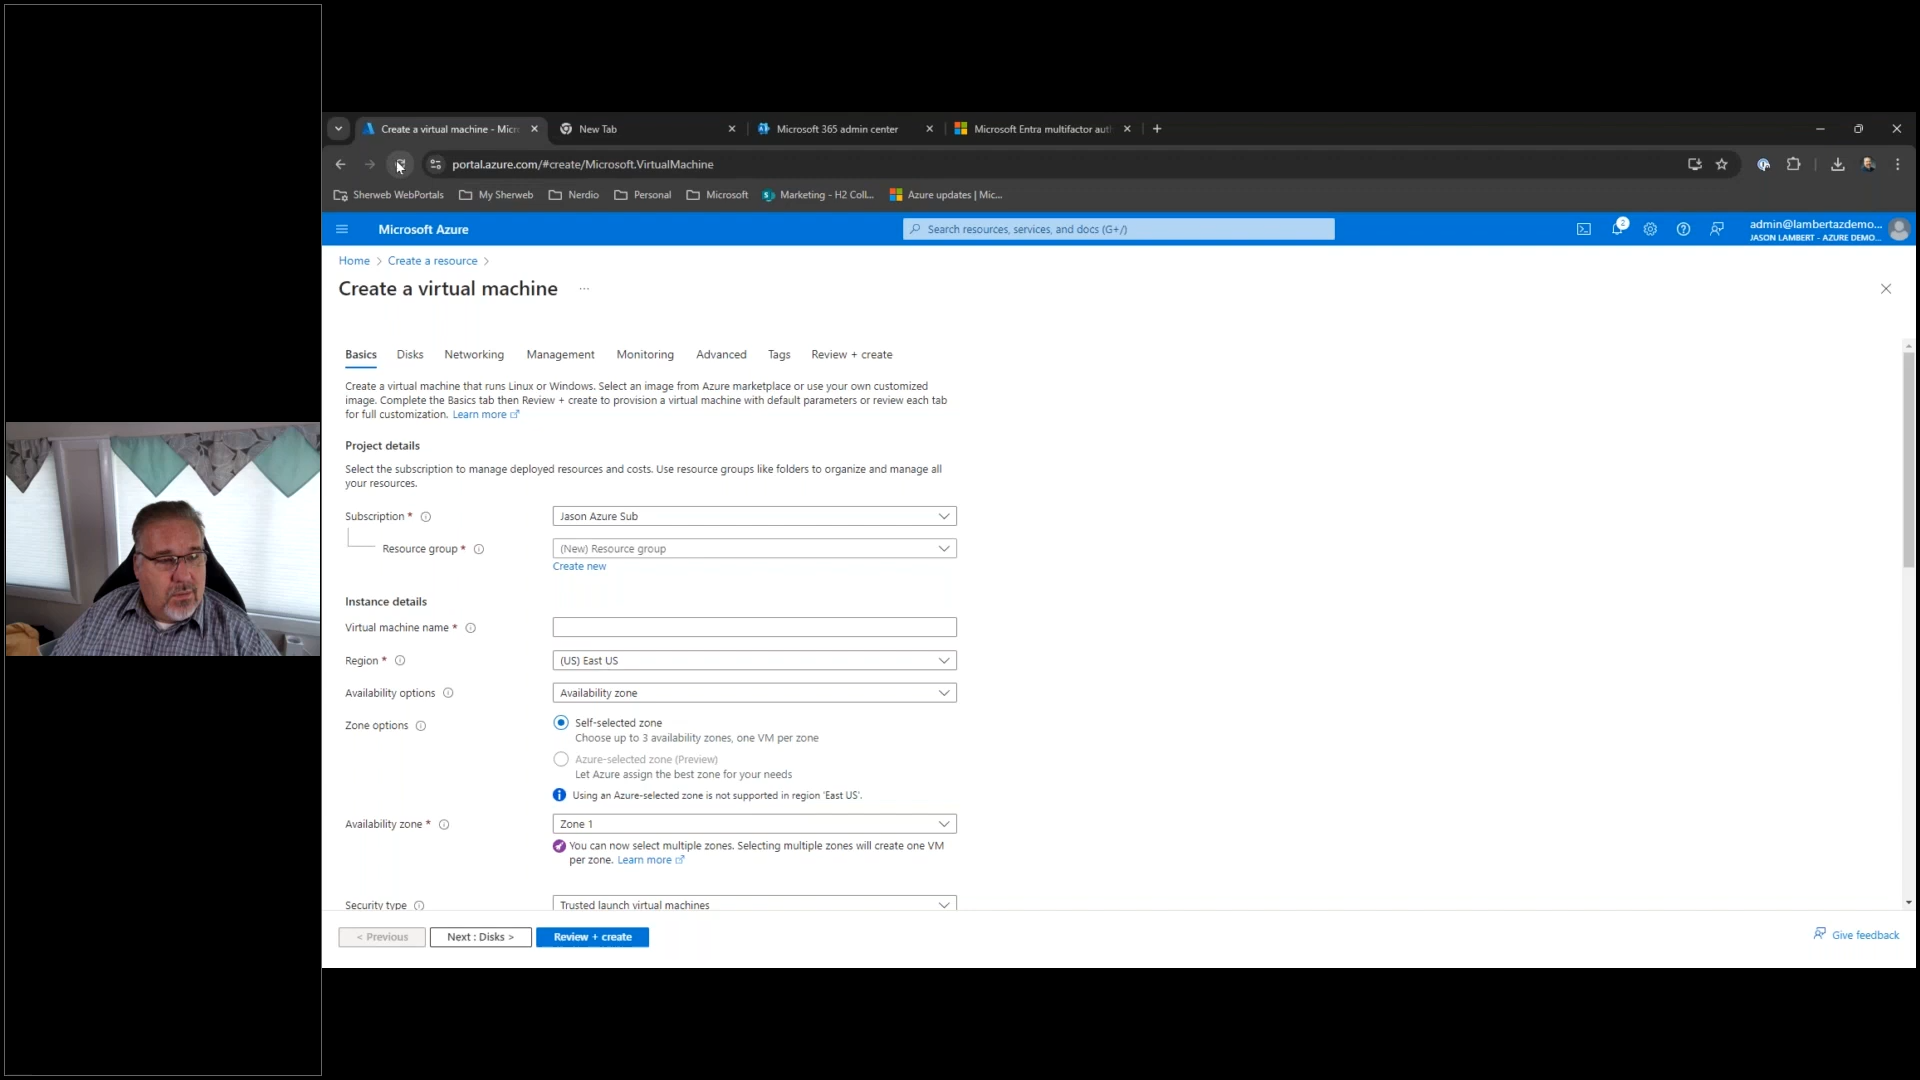 Create a virtual machine - Micr
New Tab
Microsoft 365 admin center
Microsoft Entra multifactor aut
portal.azure.com/#create/Microsoft.VirtualMachine
Sherweb WebPortals
My Sherweb
Nerdio
Personal
Microsoft
Marketing - H2 Coll...
Azure updates | Mic...
Microsoft Azure
Search resources, services, and docs (G+/)
2
admin@lambertazdemo...
JASON LAMBERT - AZURE DEMO...
Home > Create a resource >
Create a virtual machine ...
Basics
Disks
Networking
Management
Monitoring
Advanced
Tags
Review + create
Create a virtual machine that runs Linux or Windows. Select an image from Azure marketplace or use your own customized
image. Complete the Basics tab then Review + create to provision a virtual machine with default parameters or review each tab
for full customization. Learn more
Project details
Select the subscription to manage deployed resources and costs. Use resource groups like folders to organize and manage all
your resources.
Subscription *
Jason Azure Sub
Resource group *
(New) Resource group
Create new
Instance details
Virtual machine name *
Region *
(US) East US
Availability options
Availability zone
Zone options
Self-selected zone
Choose up to 3 availability zones, one VM per zone
Azure-selected zone (Preview)
Let Azure assign the best zone for your needs
Using an Azure-selected zone is not supported in region 'East US'.
Availability zone *
Zone 1
You can now select multiple zones. Selecting multiple zones will create one VM
per zone. Learn more
Security type
Trusted launch virtual machines
< Previous
Next : Disks >
Review + create
Give feedback